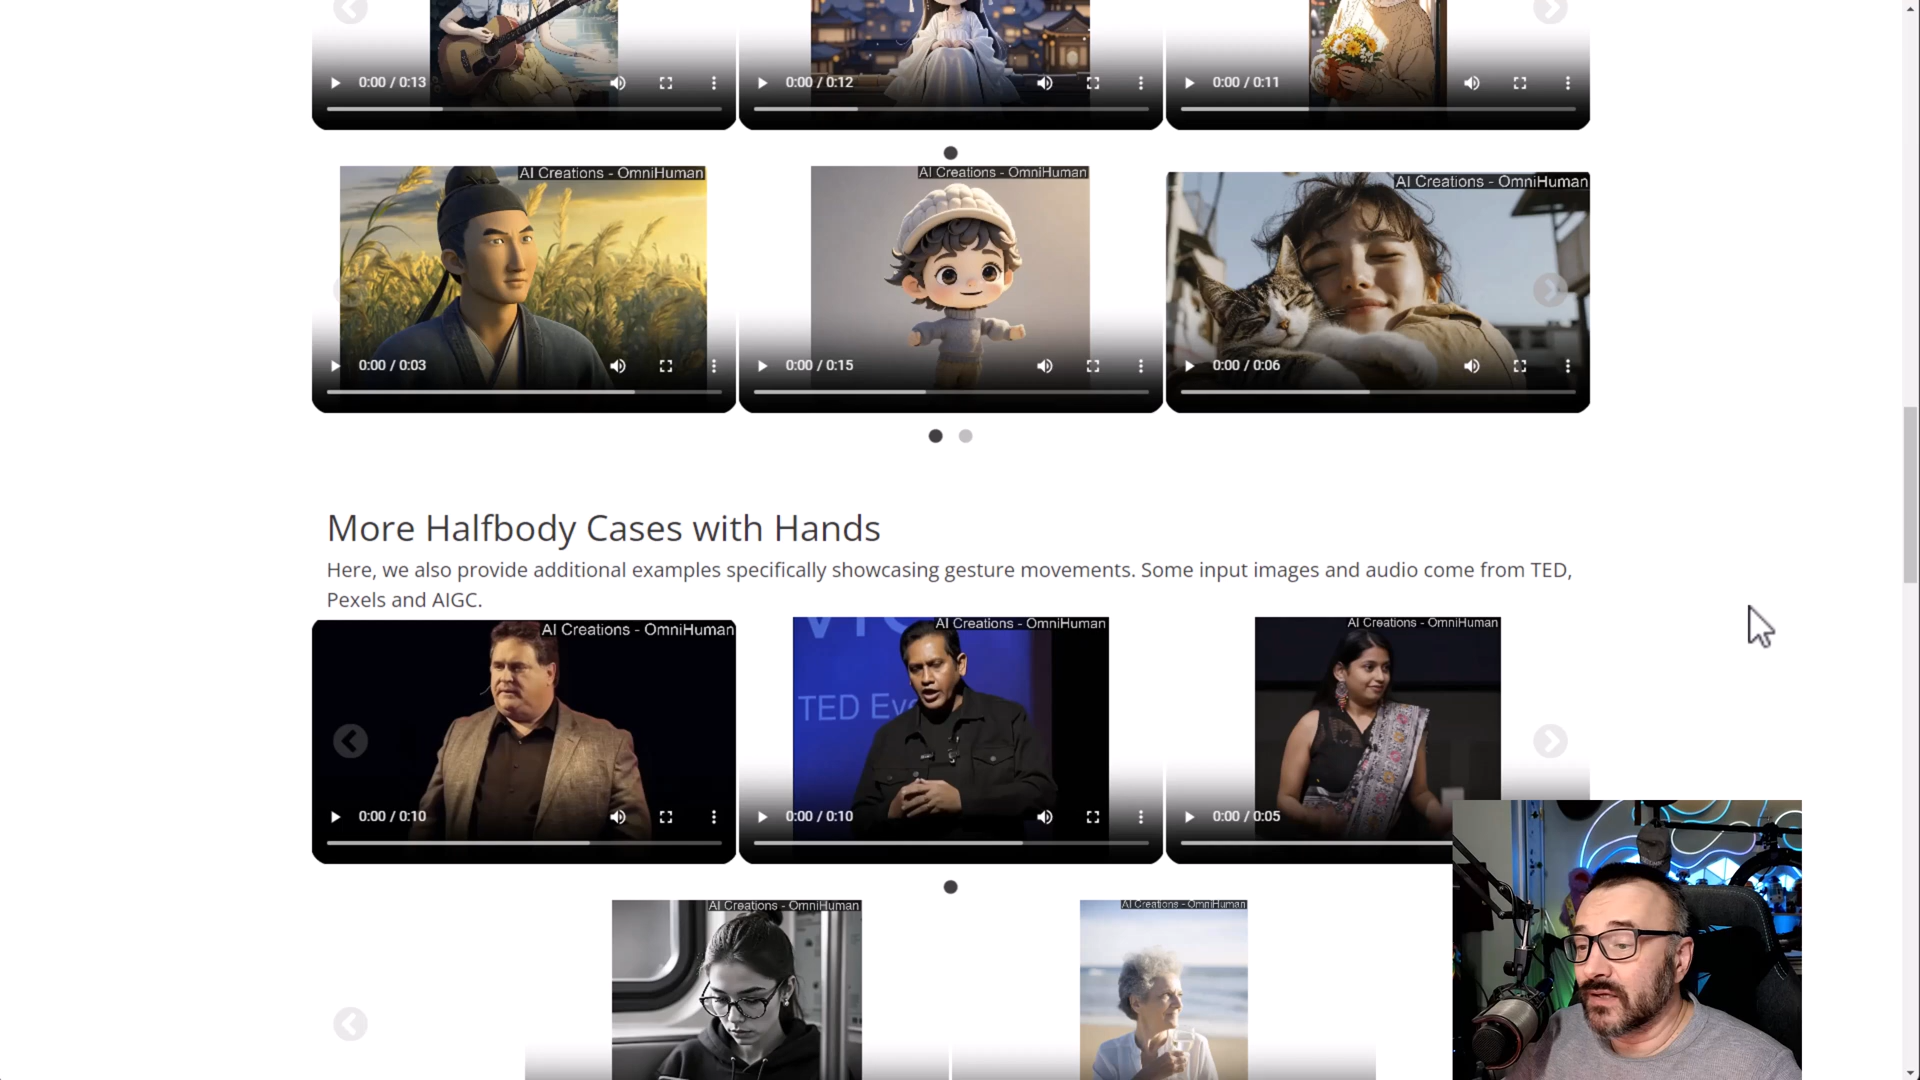 0:00 / 0:13
0:00 / 0:12
0:00 / 0:11
AI Creations - OmniHuman
AI Creations - OmniHuman
AI Creations - OmniHuman
0:00 / 0:03
0:00 / 0:15
0:00 / 0:06
More Halfbody Cases with Hands
Here, we also provide additional examples specifically showcasing gesture movements. Some input images and audio come from TED,
Pexels and AIGC.
AI Creations - OmniHuman
AI Creations - OmniHuman
AI Creations - OmniHuman
TED
0:00 / 0:10
0:00 / 0:10
0:00 / 0:05
AI Creations - OmniHuman
AI Creations - OmniHuman